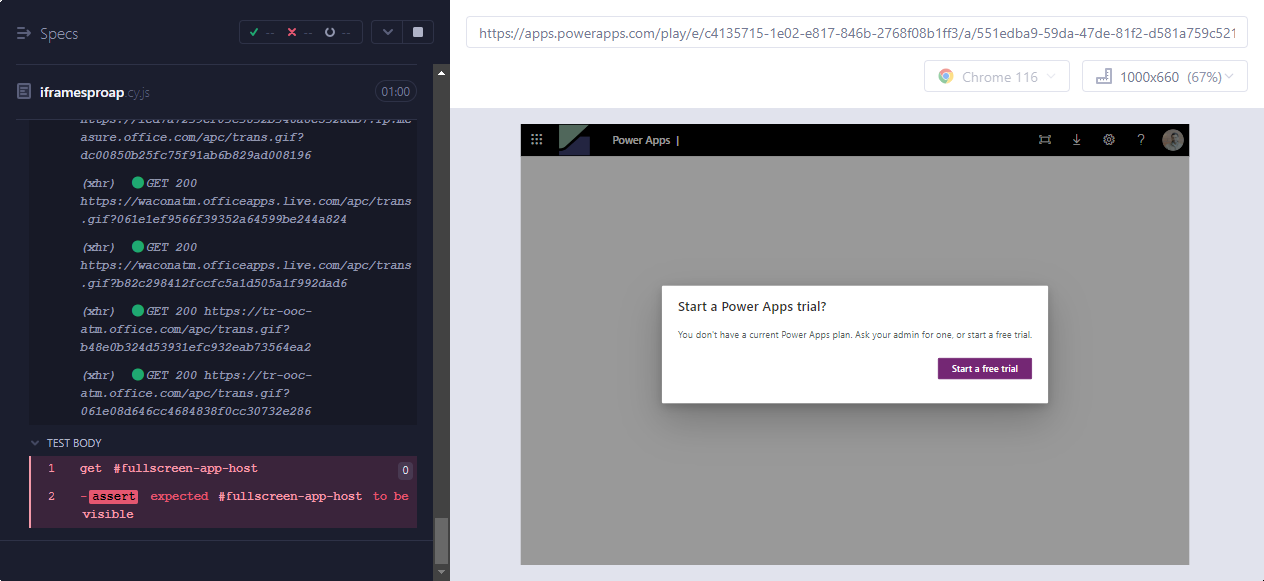 Specs
-- -- --
iframesproap.cy.js
01:00
asure.office.com/apc/trans.gif?
dc00850b25fc75f91ab6b829ad008196
(xhr) GET 200
https://waconatm.officeapps.live.com/apc/trans
.gif?061e1ef9566f39352a64599be244a824
(xhr) GET 200
https://waconatm.officeapps.live.com/apc/trans
.gif?b82c298412fccfc5a1d505a1f992dad6
(xhr) GET 200 https://tr-ooc-
atm.office.com/apc/trans.gif?
b48e0b324d53931efc932eab73564ea2
(xhr) GET 200 https://tr-ooc-
atm.office.com/apc/trans.gif?
061e08d646cc4684838f0cc30732e286
TEST BODY
1 get #fullscreen-app-host 0
2 -assert expected #fullscreen-app-host to be
visible
https://apps.powerapps.com/play/e/c4135715-1e02-e817-846b-2768f08b1ff3/a/551edba9-59da-47de-81f2-d581a759c521
Chrome 116
1000x660 (67%)
Power Apps |
?
Start a Power Apps trial?
You don't have a current Power Apps plan. Ask your admin for one, or start a free trial.
Start a free trial